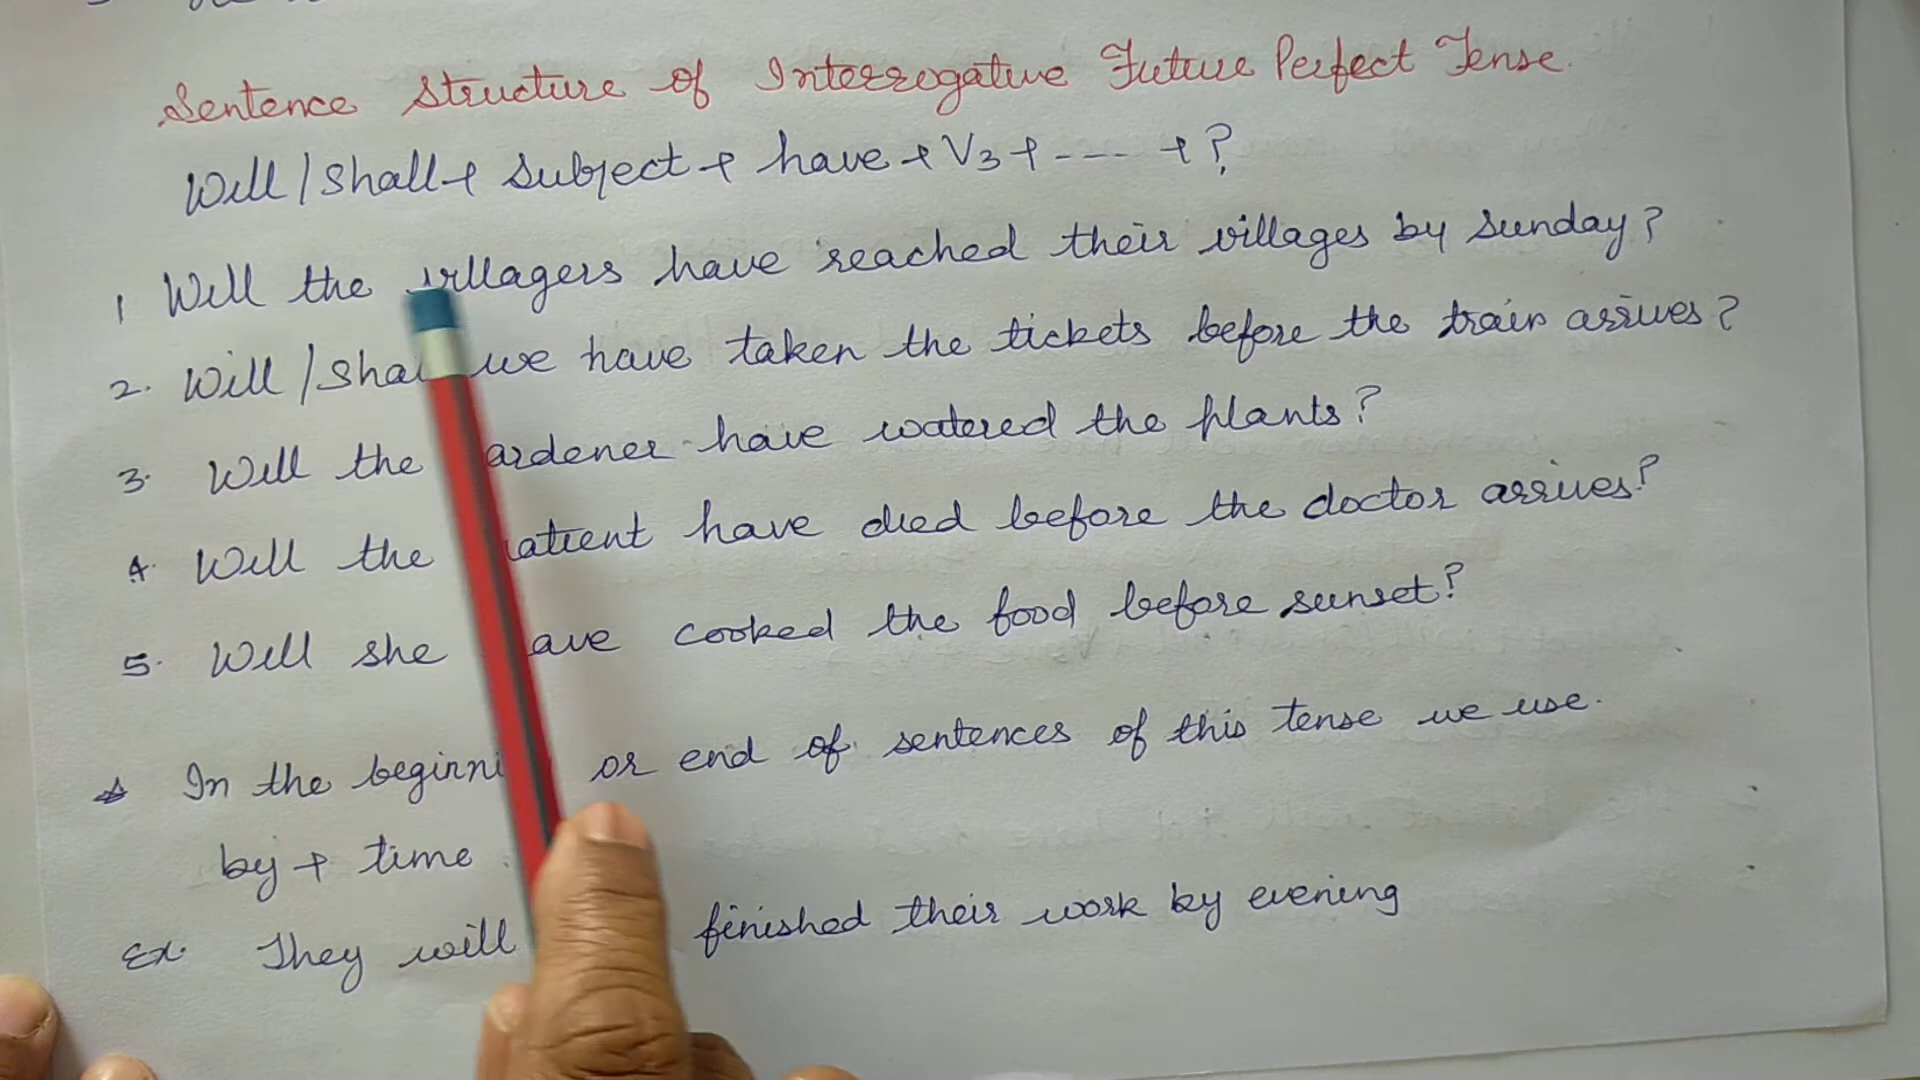 Sentence Structure of Interrogative Future Perfect Tense.
Will / Shall + Subject + have + V3 + ---- + ?
1 Will the villagers have reached their villages by Sunday?
2. Will / Shall we have taken the tickets before the train arrives?
3. Will the ardener have watered the plants?
4. Will the atient have died before the doctor arrives?
5. Will she ave cooked the food before sunset?
In the beginni or end of sentences of this tense we use.
by + time
Ex. They will finished their work by evening